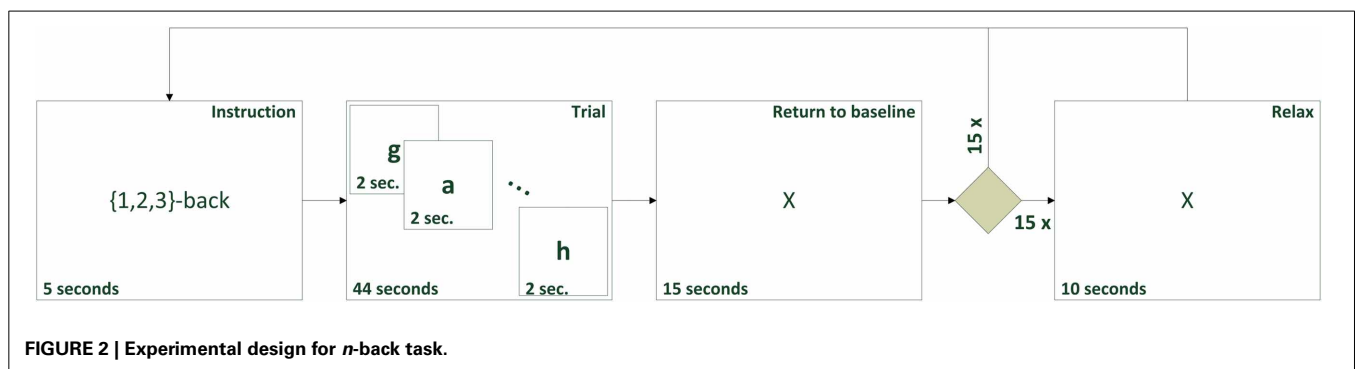 Instruction
{1,2,3}-back
5 seconds
Trial
g
2 sec.
a
2 sec.
⋱
h
2 sec.
44 seconds
Return to baseline
X
15 seconds
15 x
15 x
Relax
X
10 seconds
FIGURE 2 | Experimental design for n-back task.